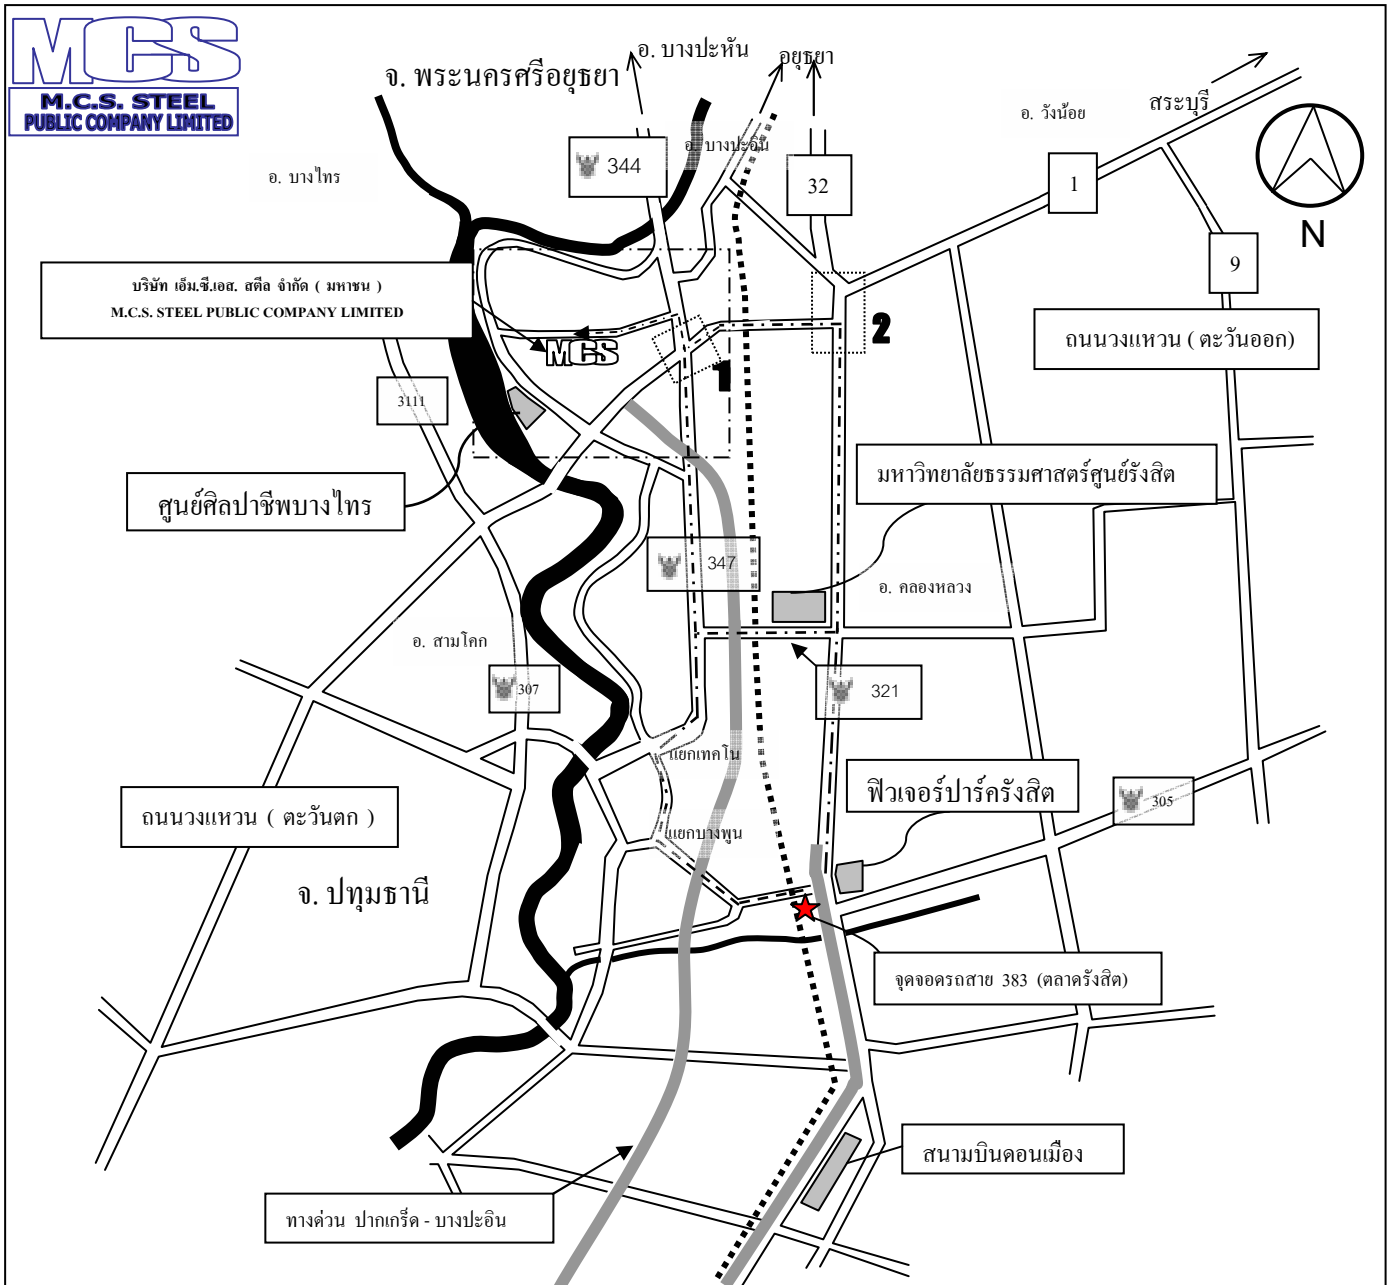 MCS
M.C.S. STEEL
PUBLIC COMPANY LIMITED
จ. พระนครศรีอยุธยา
อ. บางปะหัน
อยุธยา
สระบุรี
อ. วังน้อย
อ. บางปะอิน
อ. บางไทร
344
32
1
N
9
บริษัท เอ็ม.ซี.เอส. สตีล จำกัด ( มหาชน )
M.C.S. STEEL PUBLIC COMPANY LIMITED
2
ถนนวงแหวน ( ตะวันออก)
MCS
1
3111
มหาวิทยาลัยธรรมศาสตร์ศูนย์รังสิต
ศูนย์ศิลปาชีพบางไทร
347
อ. คลองหลวง
อ. สามโคก
307
321
แยกเทคโน
ฟิวเจอร์ปาร์ครังสิต
305
ถนนวงแหวน ( ตะวันตก )
แยกบางพูน
จ. ปทุมธานี
จุดจอดรถสาย 383 (ตลาดรังสิต)
สนามบินดอนเมือง
ทางด่วน ปากเกร็ด - บางปะอิน